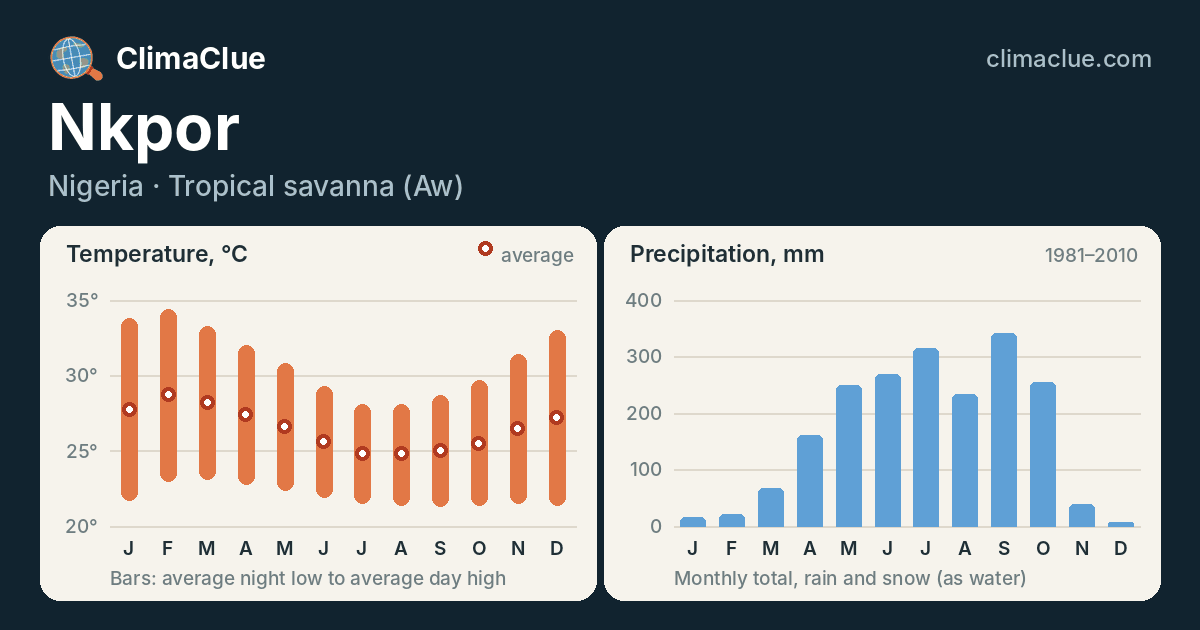 ClimaClue
climaclue.com
Nkpor
Nigeria · Tropical savanna (Aw)
Temperature, °C
average
35°
30°
25°
20°
J F M A M J J A S O N D
Bars: average night low to average day high
Precipitation, mm
1981–2010
400
300
200
100
0
J F M A M J J A S O N D
Monthly total, rain and snow (as water)